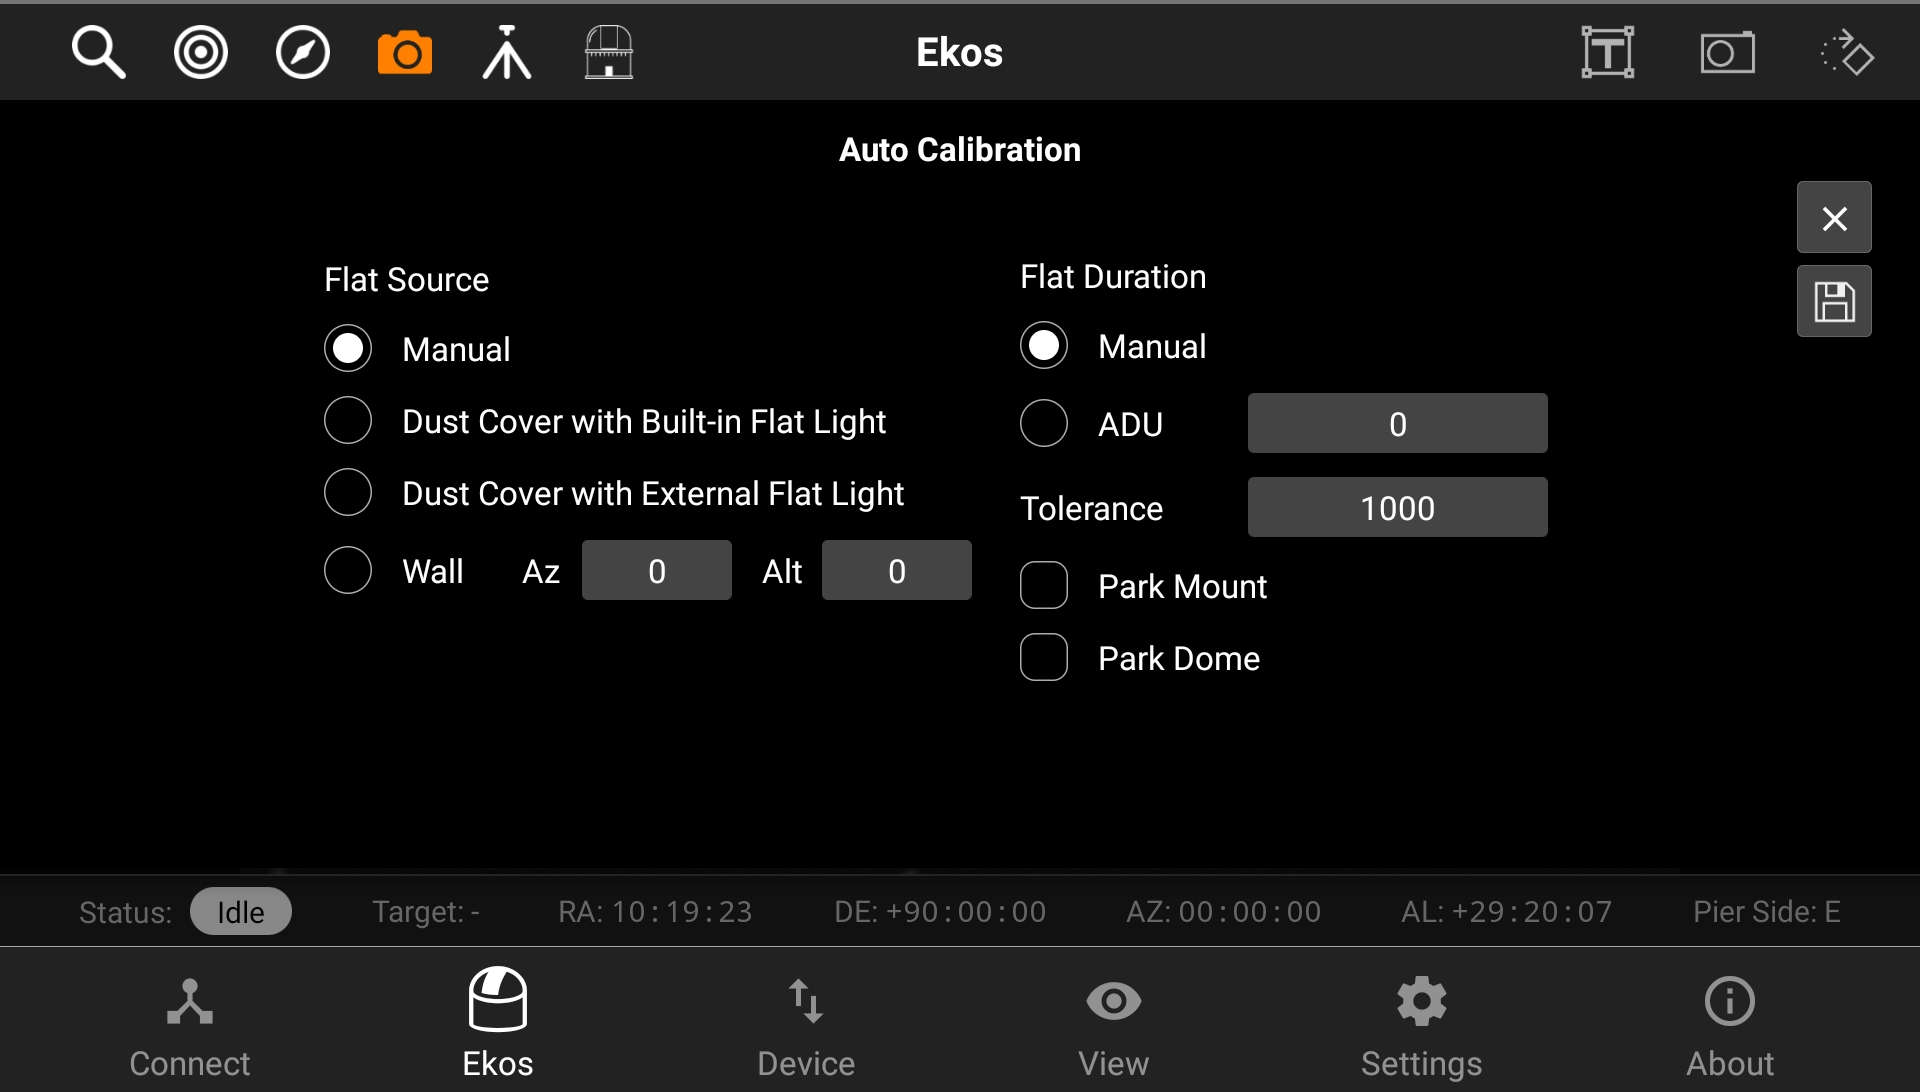 Ekos
Auto Calibration
Flat Source
Manual
Dust Cover with Built-in Flat Light
Dust Cover with External Flat Light
Wall Az 0 Alt 0
Flat Duration
Manual
ADU 0
Tolerance 1000
Park Mount
Park Dome
Status: Idle Target: - RA: 10:19:23 DE: +90:00:00 AZ: 00:00:00 AL: +29:20:07 Pier Side: E
Connect Ekos Device View Settings About